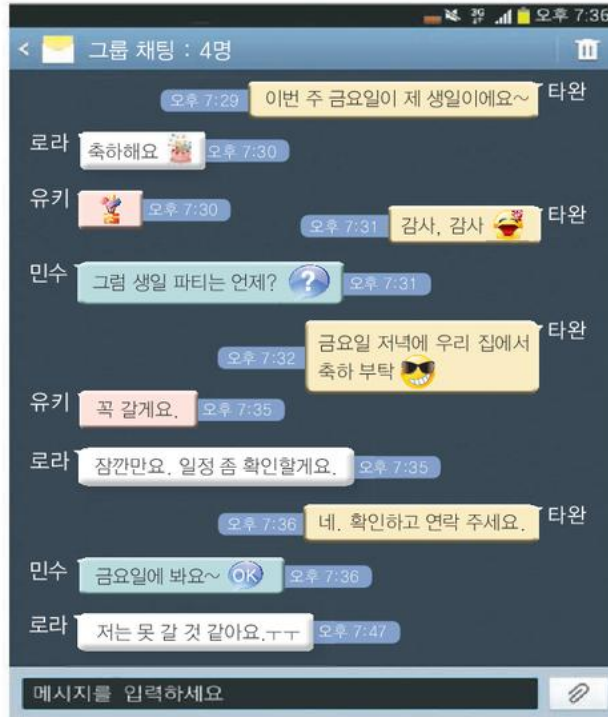 3G 오후 7:36
< 그룹 채팅 : 4명
오후 7:29 이번 주 금요일이 제 생일이에요~ 타완
로라 축하해요 오후 7:30
유키 오후 7:30
오후 7:31 감사, 감사 타완
민수 그럼 생일 파티는 언제? ? 오후 7:31
오후 7:32 금요일 저녁에 우리 집에서 타완
축하 부탁
유키 꼭 갈게요. 오후 7:35
로라 잠깐만요. 일정 좀 확인할게요. 오후 7:35
오후 7:36 네. 확인하고 연락 주세요. 타완
민수 금요일에 봐요~ OK 오후 7:36
로라 저는 못 갈 것 같아요.ㅜㅜ 오후 7:47
메시지를 입력하세요